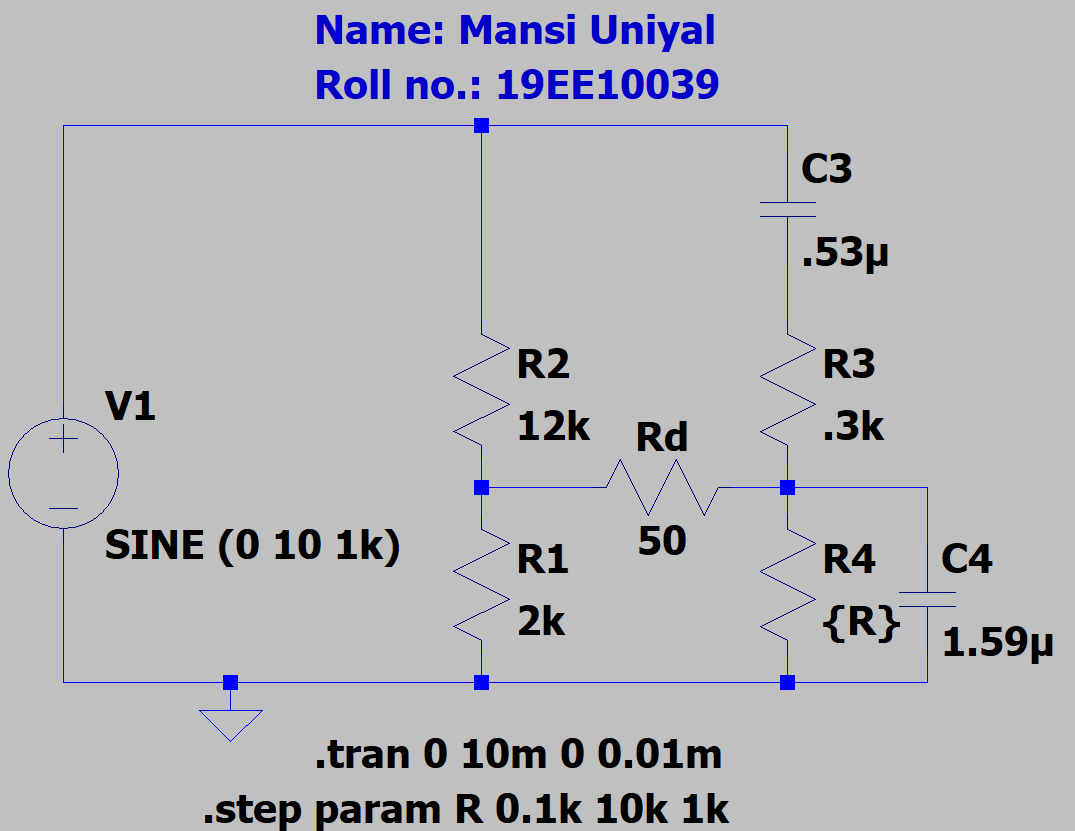 Name: Mansi Uniyal
Roll no.: 19EE10039
C3
.53µ
R2
12k
R3
.3k
V1
Rd
SINE (0 10 1k)
50
R1
2k
R4
{R}
C4
1.59µ
.tran 0 10m 0 0.01m
.step param R 0.1k 10k 1k